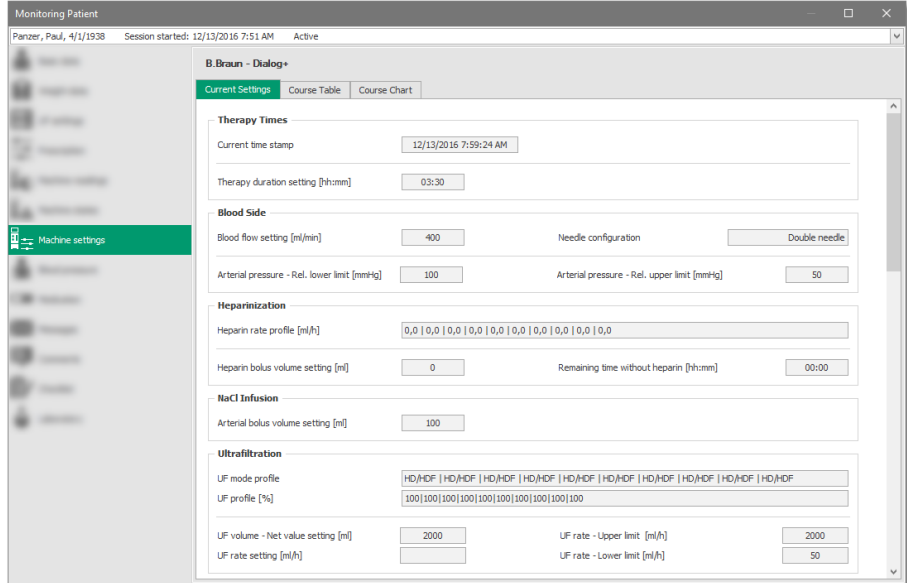 Monitoring Patient
Panzer, Paul, 4/1/1938 Session started: 12/13/2016 7:51 AM Active
Machine settings
B.Braun - Dialog+
Current Settings Course Table Course Chart
Therapy Times
Current time stamp 12/13/2016 7:59:24 AM
Therapy duration setting [hh:mm] 03:30
Blood Side
Blood flow setting [ml/min] 400 Needle configuration Double needle
Arterial pressure - Rel. lower limit [mmHg] 100 Arterial pressure - Rel. upper limit [mmHg] 50
Heparinization
Heparin rate profile [ml/h] 0,0 | 0,0 | 0,0 | 0,0 | 0,0 | 0,0 | 0,0 | 0,0 | 0,0 | 0,0
Heparin bolus volume setting [ml] 0 Remaining time without heparin [hh:mm] 00:00
NaCl Infusion
Arterial bolus volume setting [ml] 100
Ultrafiltration
UF mode profile HD/HDF | HD/HDF | HD/HDF | HD/HDF | HD/HDF | HD/HDF | HD/HDF | HD/HDF | HD/HDF | HD/HDF
UF profile [%] 100|100|100|100|100|100|100|100|100|100
UF volume - Net value setting [ml] 2000 UF rate - Upper limit [ml/h] 2000
UF rate setting [ml/h] UF rate - Lower limit [ml/h] 50